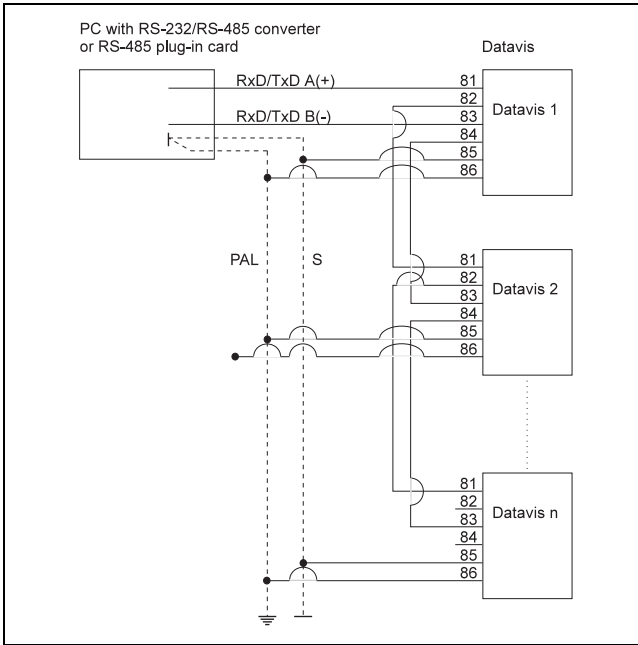 PC with RS-232/RS-485 converter
or RS-485 plug-in card
Datavis
RxD/TxD A(+)
RxD/TxD B(-)
81
82
83
84
85
86
Datavis 1
PAL
S
81
82
83
84
85
86
Datavis 2
81
82
83
84
85
86
Datavis n